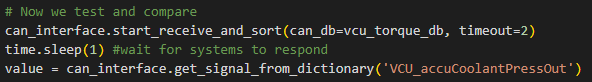 # Now we test and compare
can_interface.start_receive_and_sort(can_db=vcu_torque_db, timeout=2)
time.sleep(1) #wait for systems to respond
value = can_interface.get_signal_from_dictionary('VCU_accuCoolantPressOut')